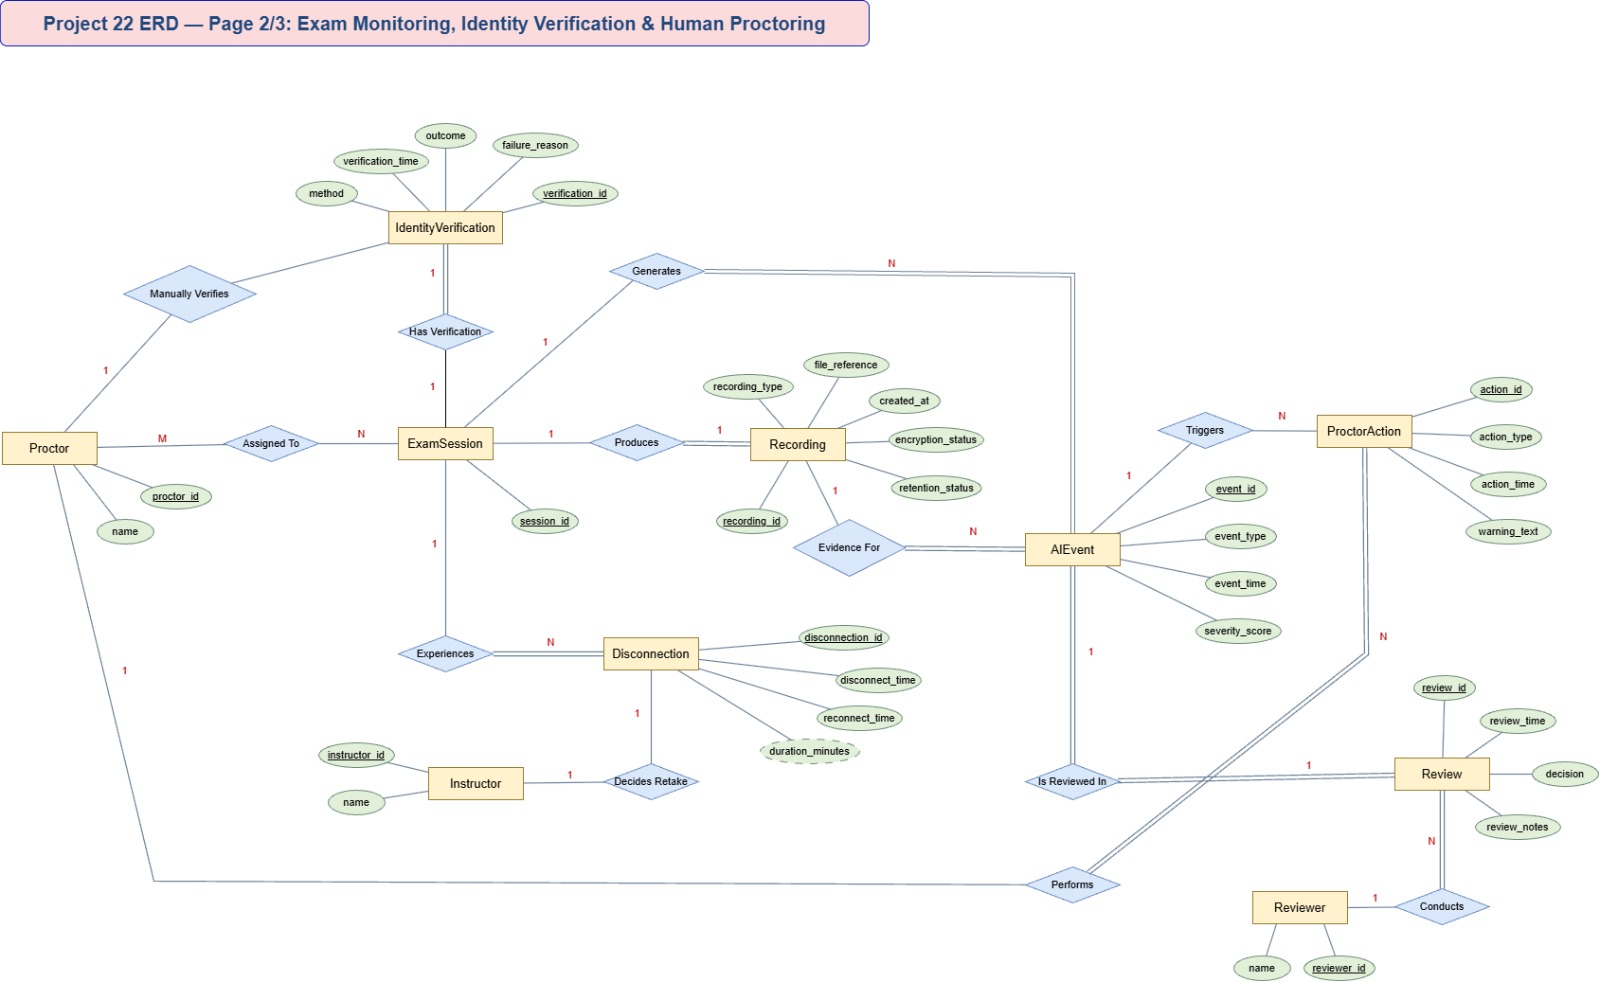 Project 22 ERD — Page 2/3: Exam Monitoring, Identity Verification & Human Proctoring
outcome
failure_reason
verification_time
method
verification_id
IdentityVerification
Manually Verifies
1
Has Verification
1
1
Generates
N
1
Proctor
M
Assigned To
N
ExamSession
1
Produces
1
Recording
recording_type
file_reference
created_at
encryption_status
retention_status
recording_id
proctor_id
name
session_id
1
Evidence For
N
AIEvent
Triggers
N
1
ProctorAction
action_id
action_type
action_time
warning_text
event_id
event_type
event_time
severity_score
1
Experiences
N
Disconnection
disconnection_id
disconnect_time
reconnect_time
duration_minutes
1
N
1
1
instructor_id
name
Instructor
1
Decides Retake
Is Reviewed In
1
Review
review_id
review_time
decision
review_notes
N
Performs
Reviewer
1
Conducts
name
reviewer_id